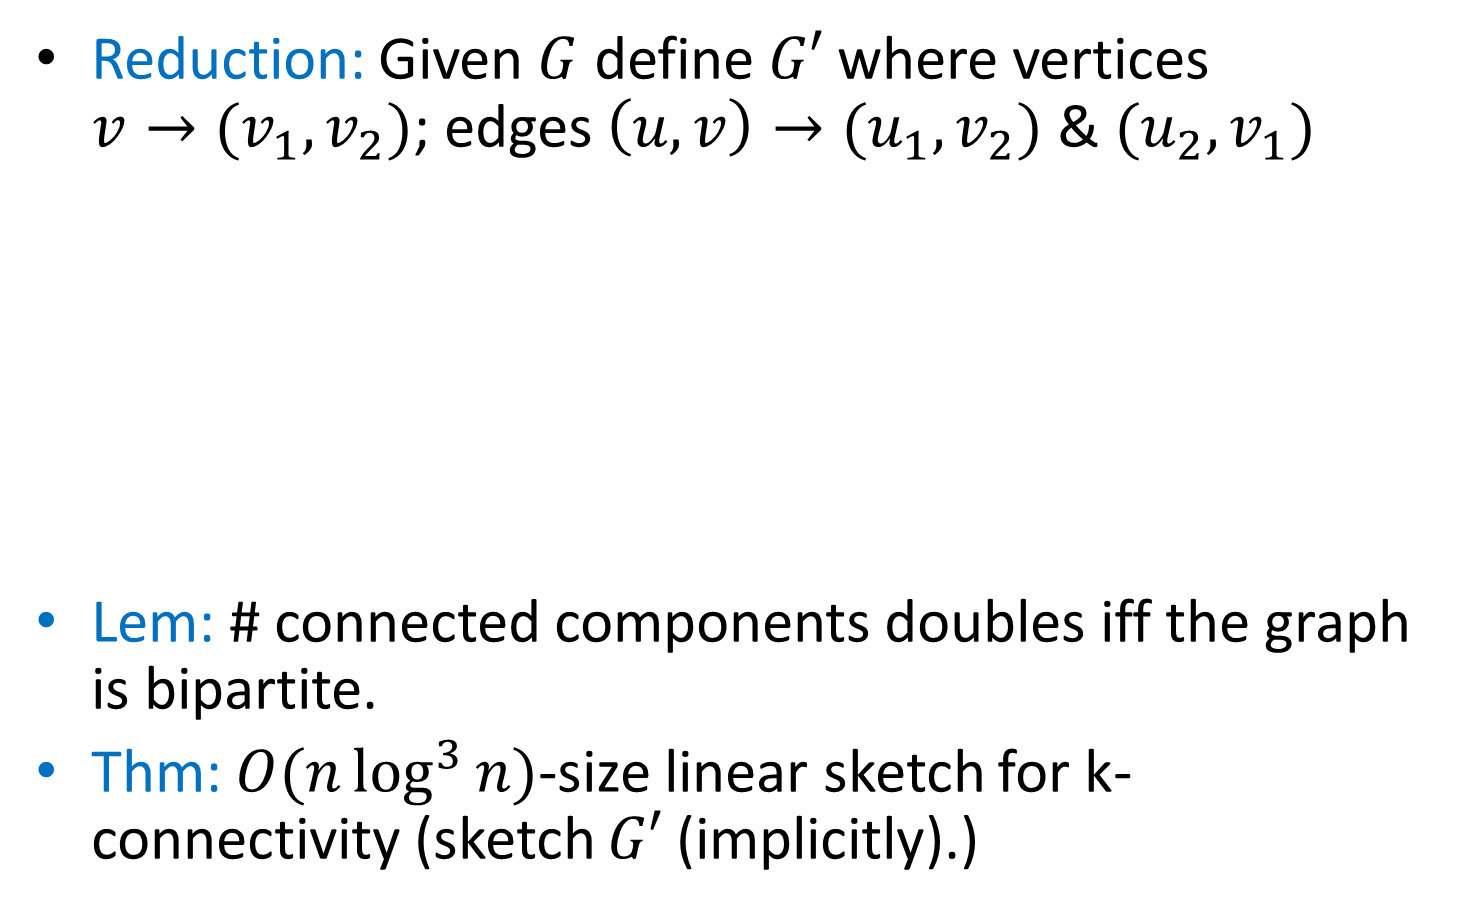 • Reduction: Given 𝐺 define 𝐺′ where vertices
𝑣 → (𝑣₁, 𝑣₂); edges (𝑢, 𝑣) → (𝑢₁, 𝑣₂) & (𝑢₂, 𝑣₁)
• Lem: # connected components doubles iff the graph
is bipartite.
• Thm: 𝑂(𝑛 log³ 𝑛)-size linear sketch for k-
connectivity (sketch 𝐺′ (implicitly).)